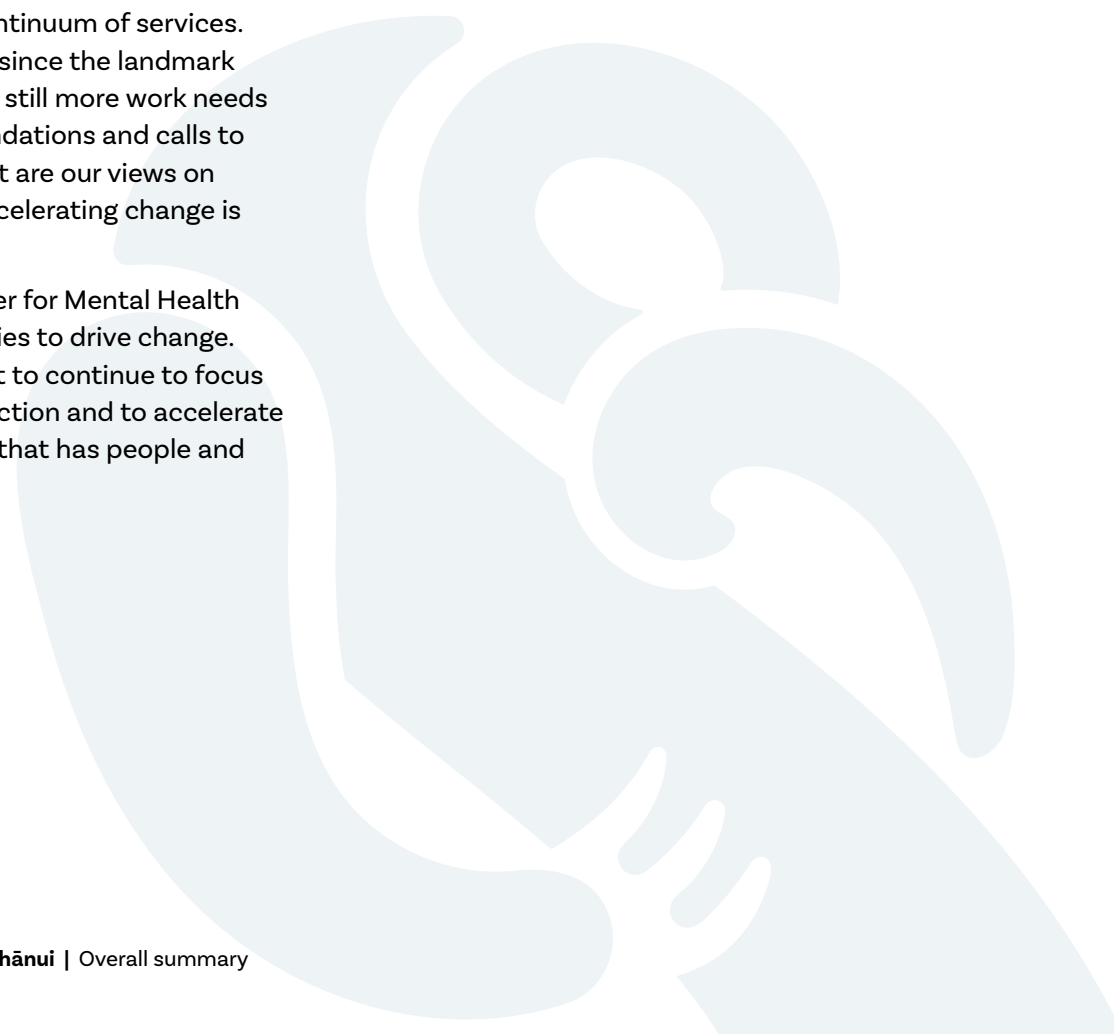 ntinuum of services.
since the landmark
still more work needs
ndations and calls to
t are our views on
celerating change is
er for Mental Health
ies to drive change.
t to continue to focus
ction and to accelerate
that has people and
hānui | Overall summary